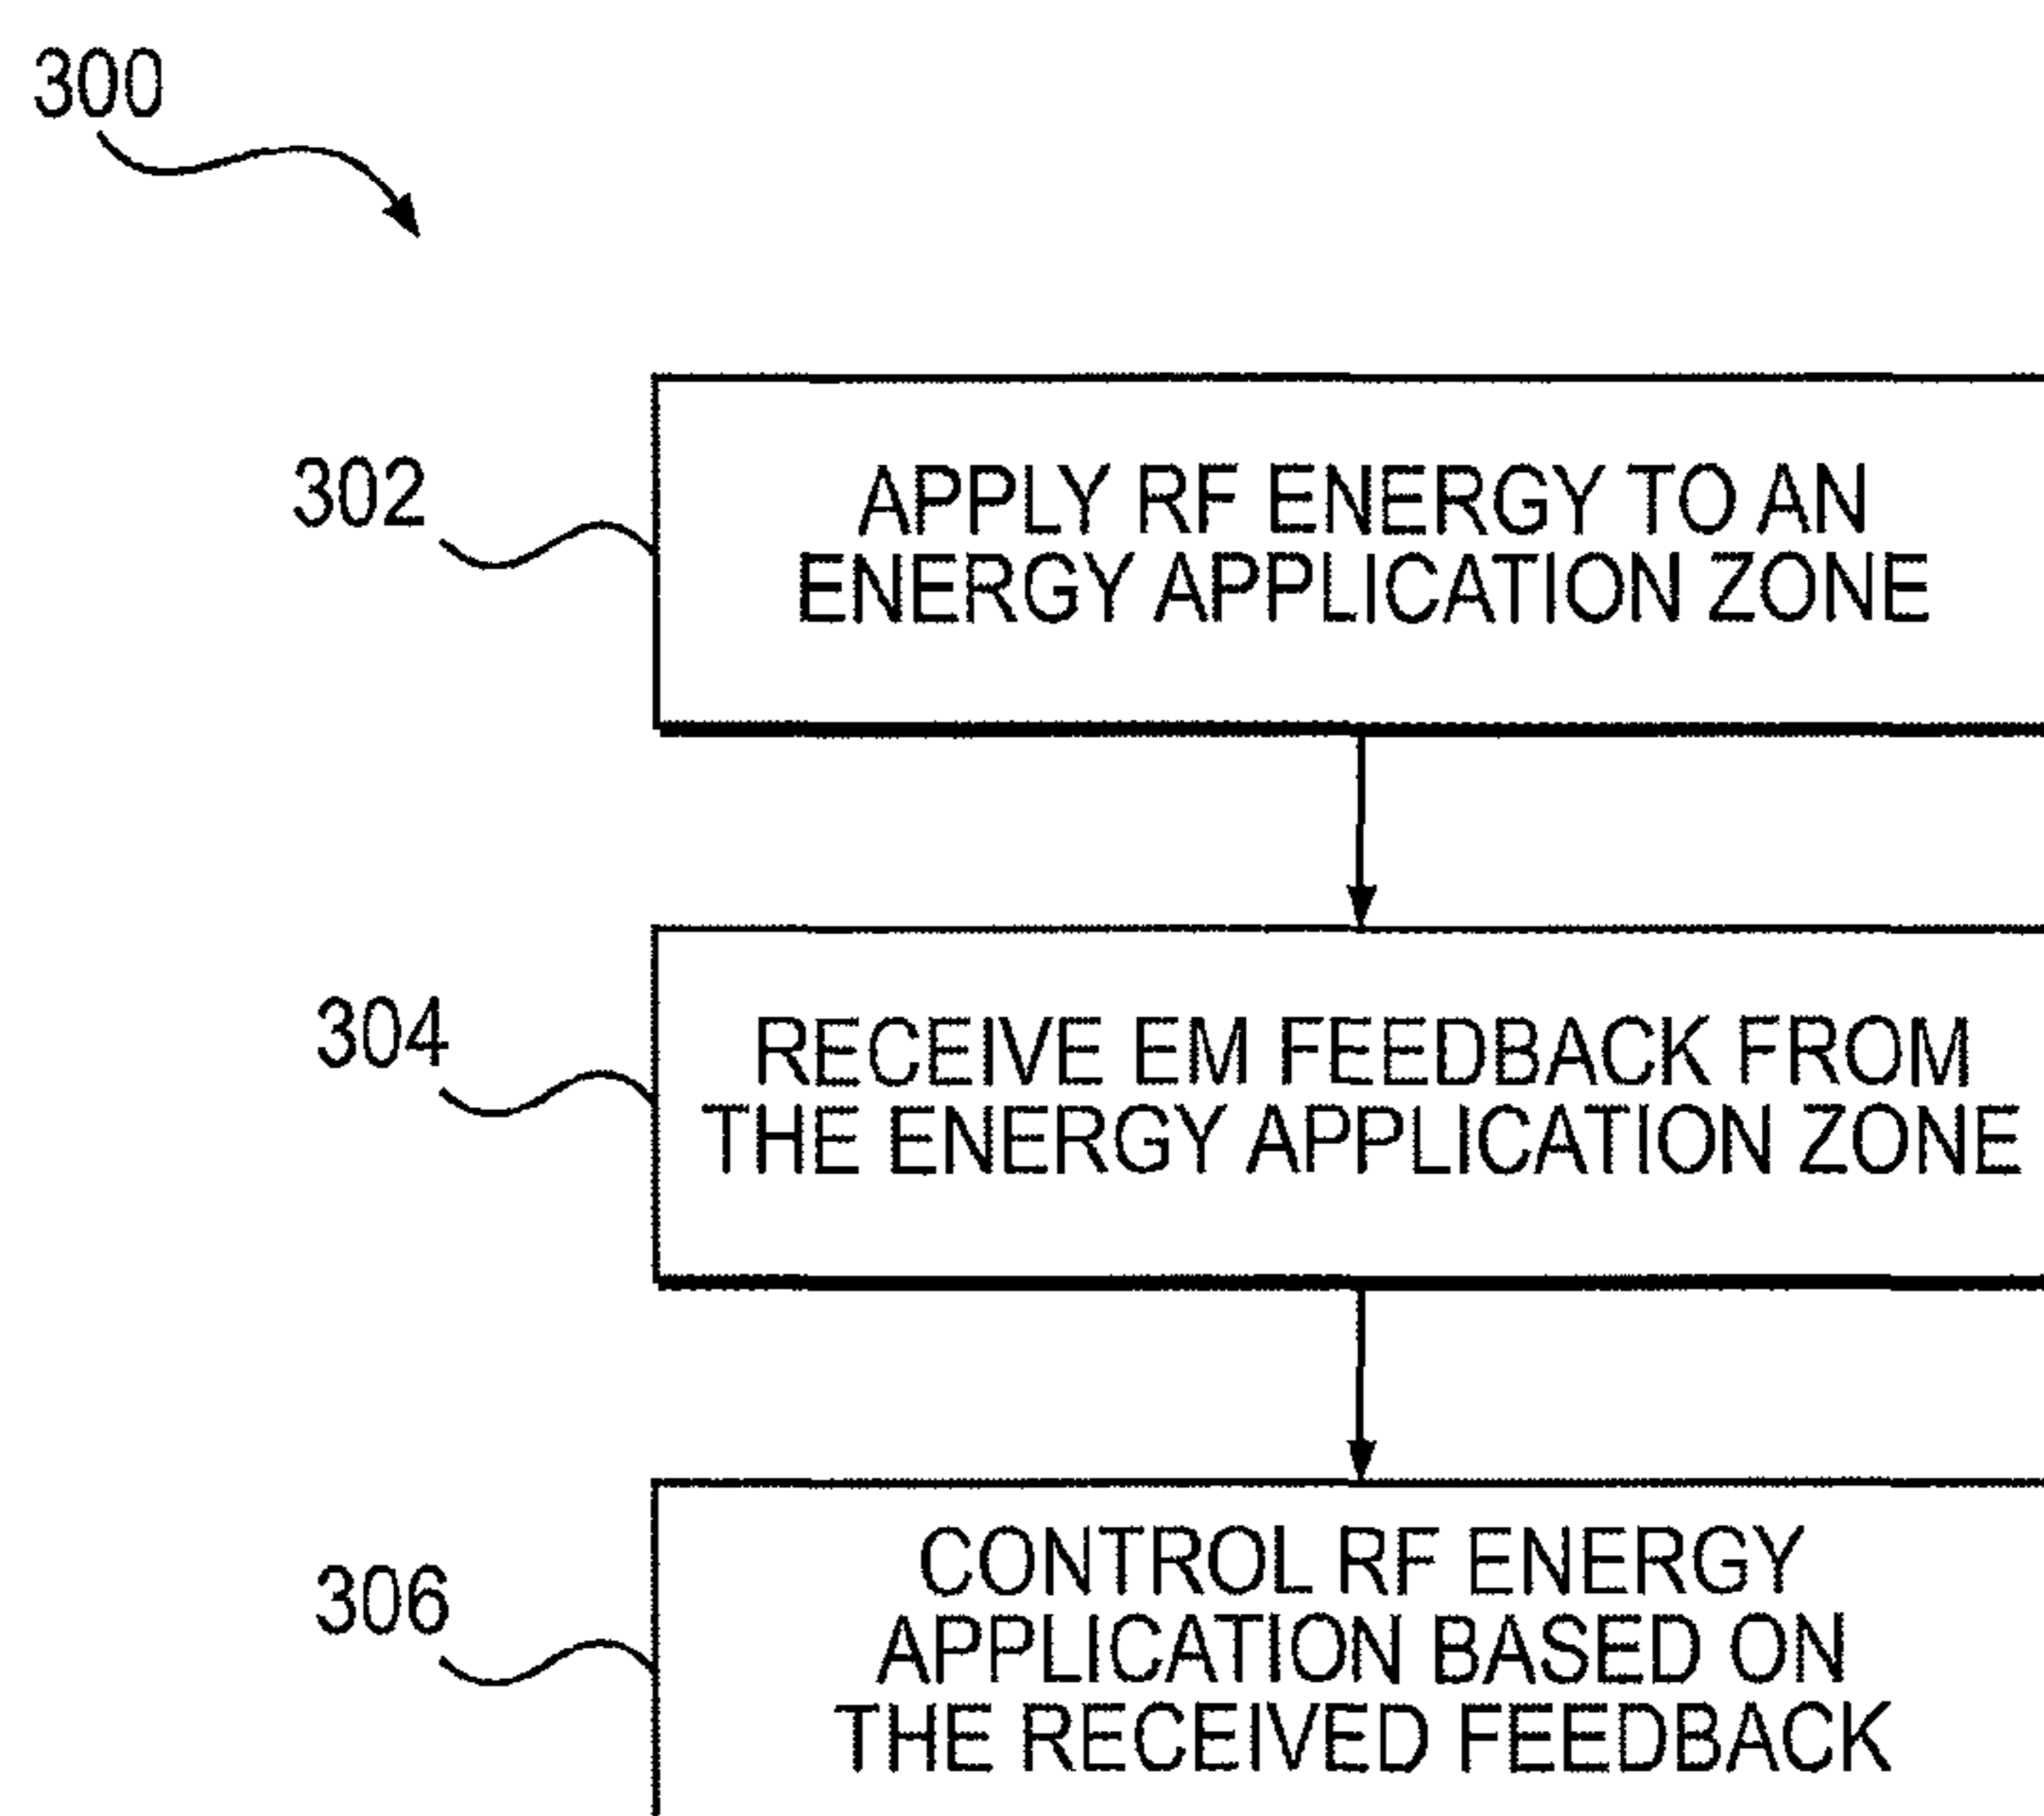 300
302
APPLY RF ENERGY TO AN
ENERGY APPLICATION ZONE
304
RECEIVE EM FEEDBACK FROM
THE ENERGY APPLICATION ZONE
306
CONTROL RF ENERGY
APPLICATION BASED ON
THE RECEIVED FEEDBACK